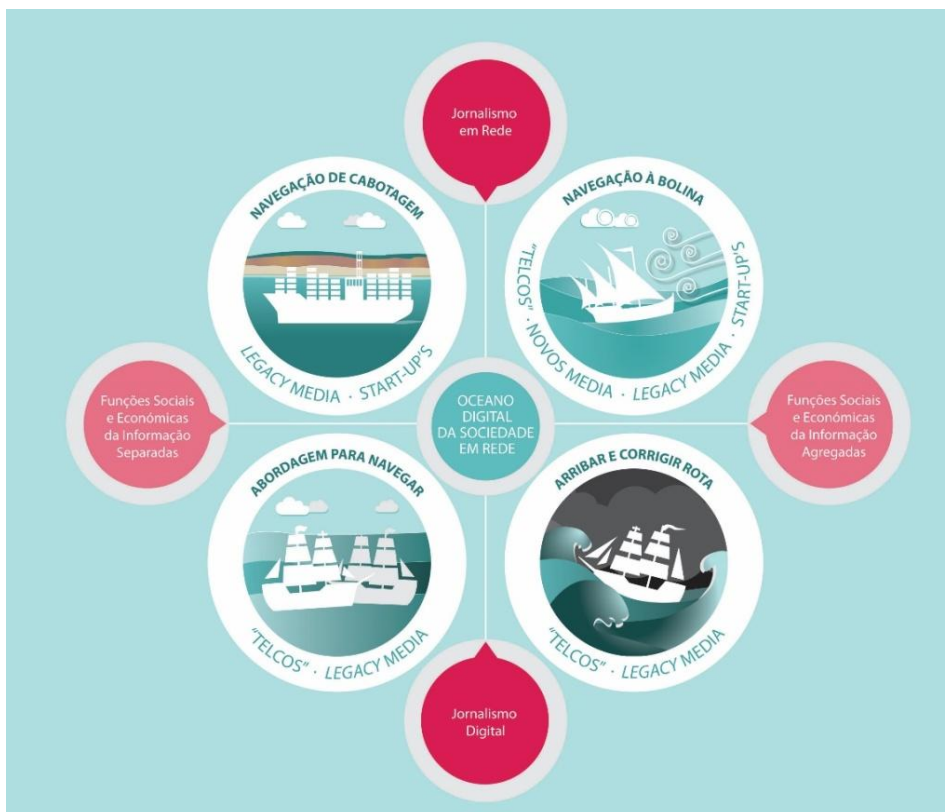 Jornalismo
em Rede
NAVEGAÇÃO DE CABOTAGEM
LEGACY MEDIA · START-UP'S
NAVEGAÇÃO À BOLINA
"TELCOS" · NOVOS MEDIA · LEGACY MEDIA · START-UP'S
Funções Sociais
e Económicas
da Informação
Separadas
OCEANO
DIGITAL
DA SOCIEDADE
EM REDE
Funções Sociais
e Económicas
da Informação
Agregadas
ABORDAGEM PARA NAVEGAR
"TELCOS" · LEGACY MEDIA
ARRIBAR E CORRIGIR ROTA
"TELCOS" · LEGACY MEDIA
Jornalismo
Digital